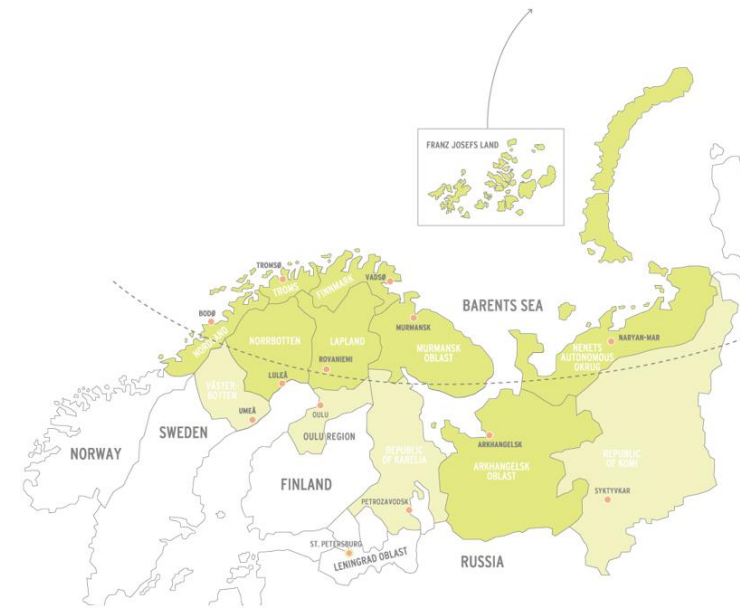 FRANZ JOSEFS LAND
TROMSØ
TROMS
FINNMARK
VADSØ
BARENTS SEA
BODØ
NORDLAND
NORRBOTTEN
LAPLAND
MURMANSK
MURMANSK
OBLAST
NARYAN-MAR
NENETS
AUTONOMOUS
OKRUG
ROVANIEMI
LULEÅ
VÄSTER-
BOTTEN
UMEÅ
OULU
OULU REGION
NORWAY
SWEDEN
FINLAND
REPUBLIC
OF KARELIA
ARKHANGELSK
ARKHANGELSK
OBLAST
REPUBLIC
OF KOMI
SYKTYVKAR
PETROZAVODSK
ST. PETERSBURG
LENINGRAD OBLAST
RUSSIA